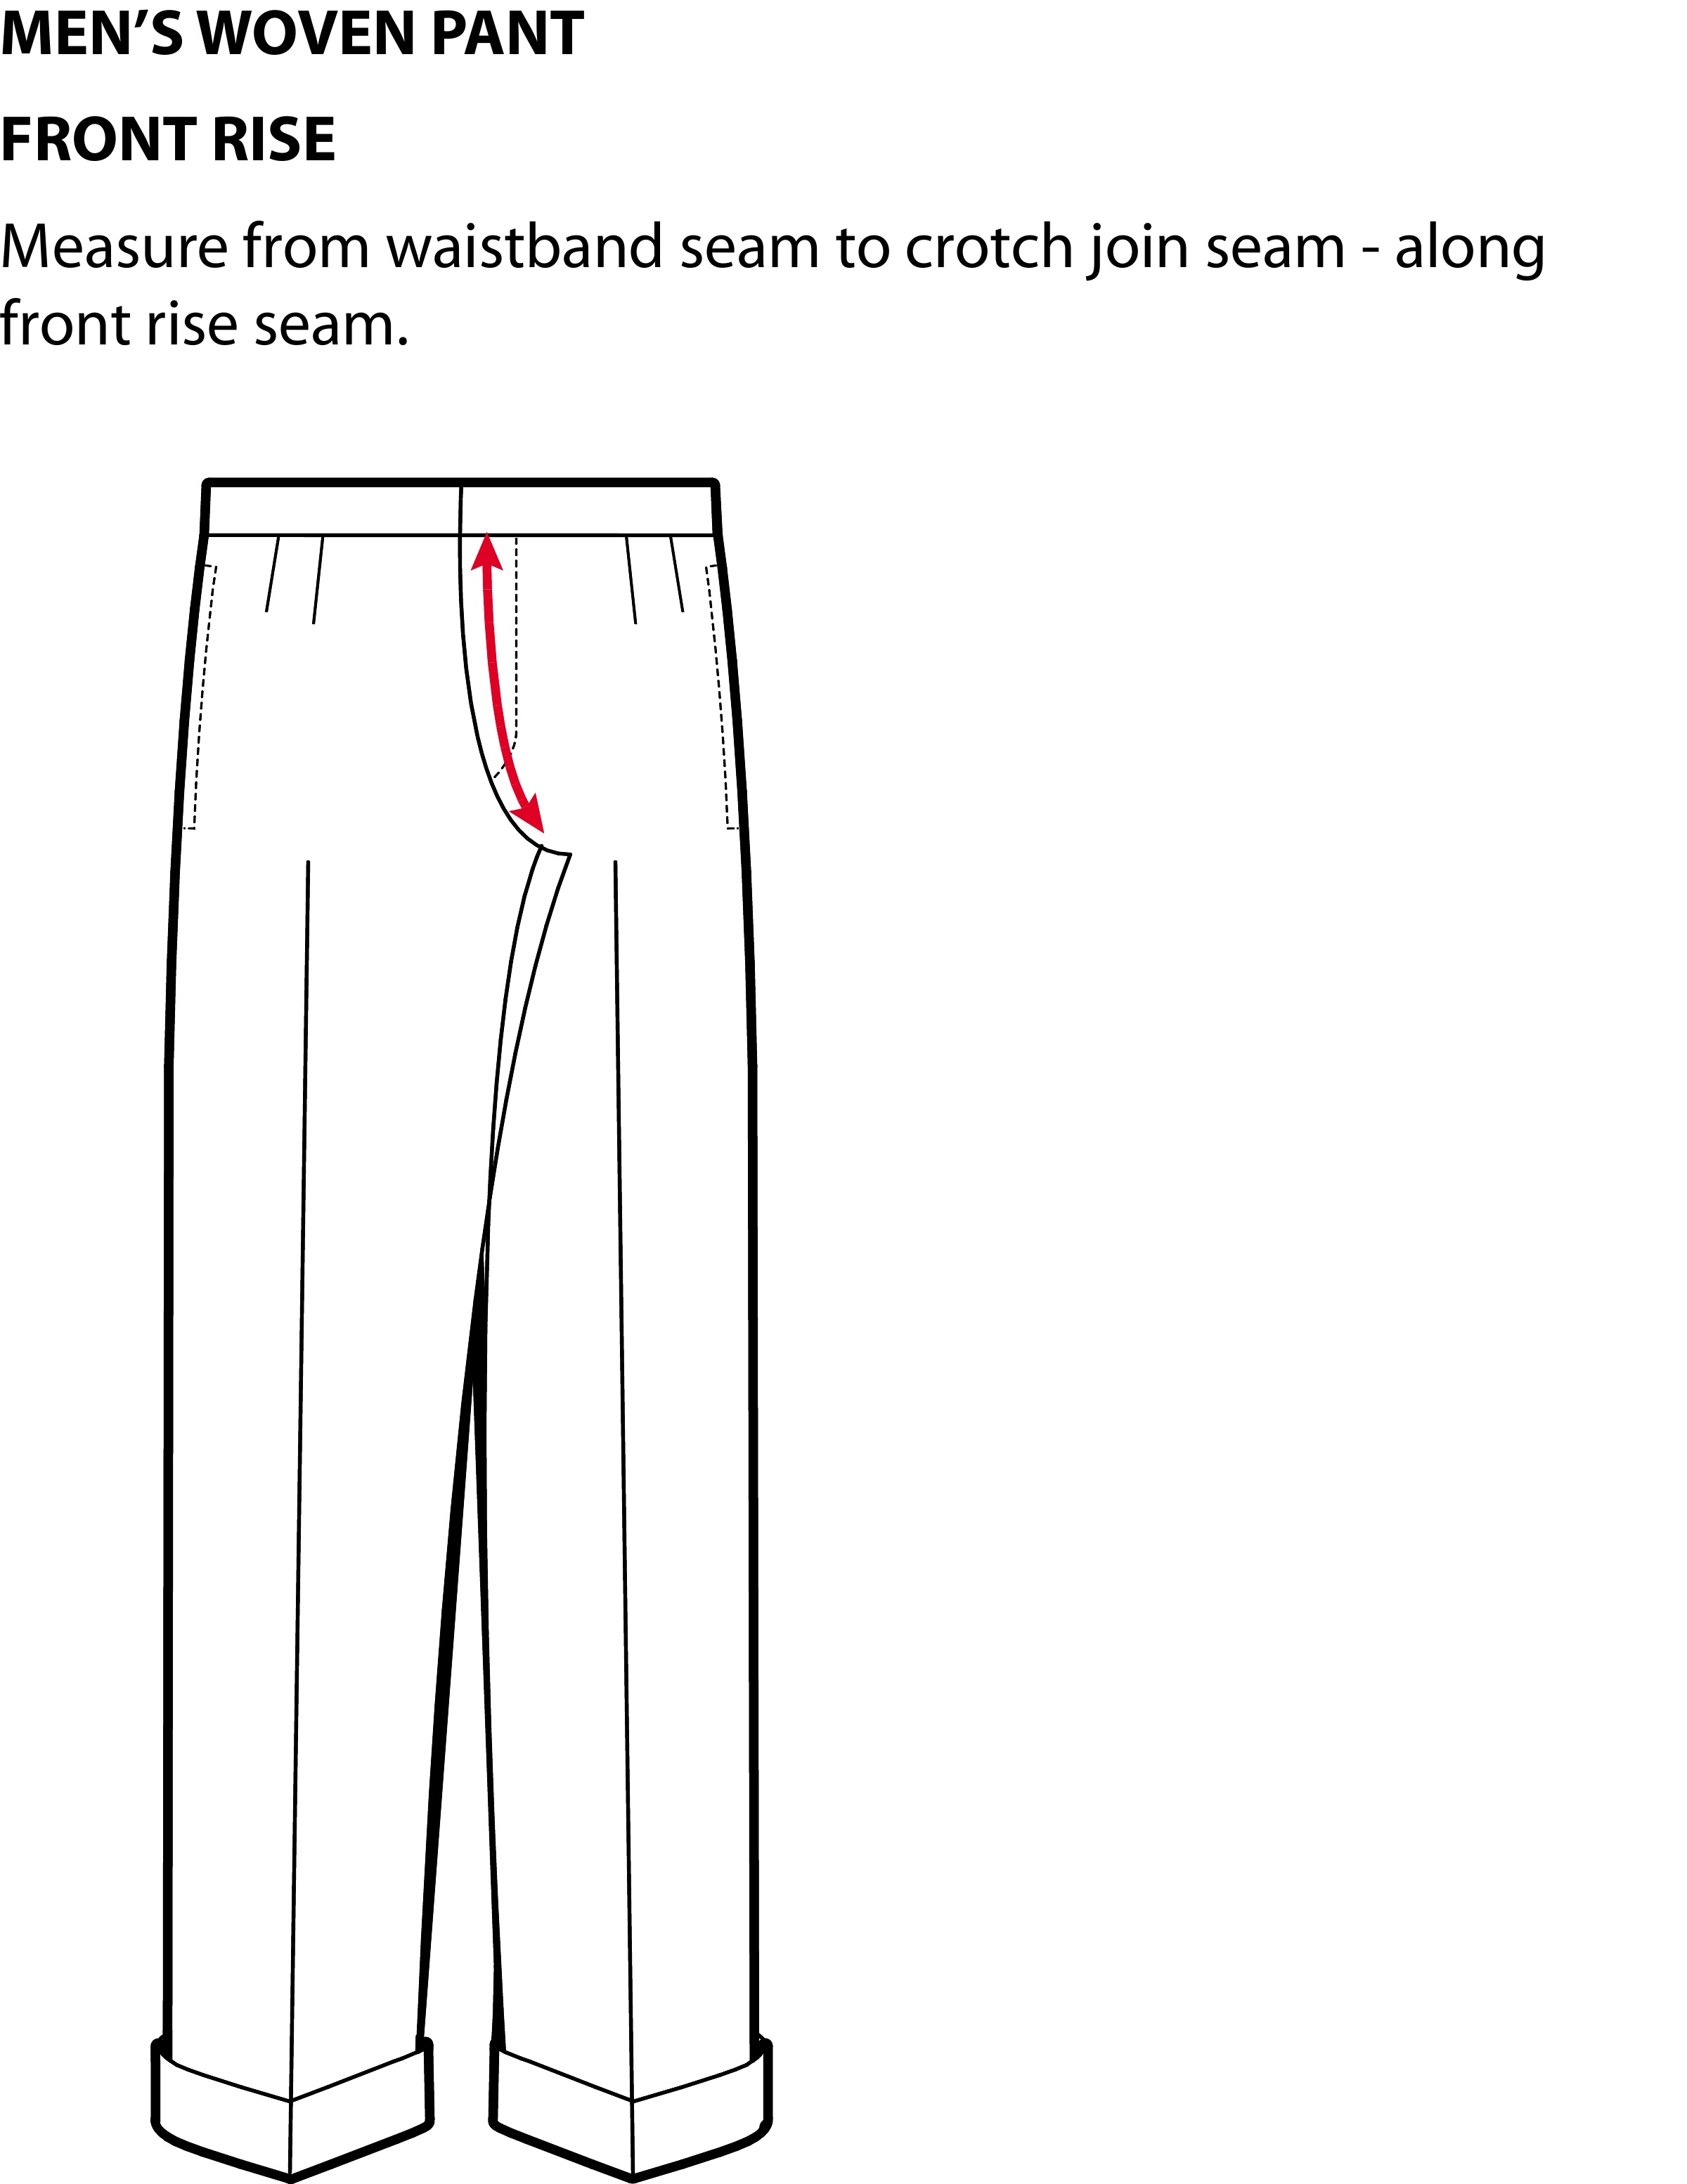 MEN’S WOVEN PANT
FRONT RISE
Measure from waistband seam to crotch join seam - along
front rise seam.